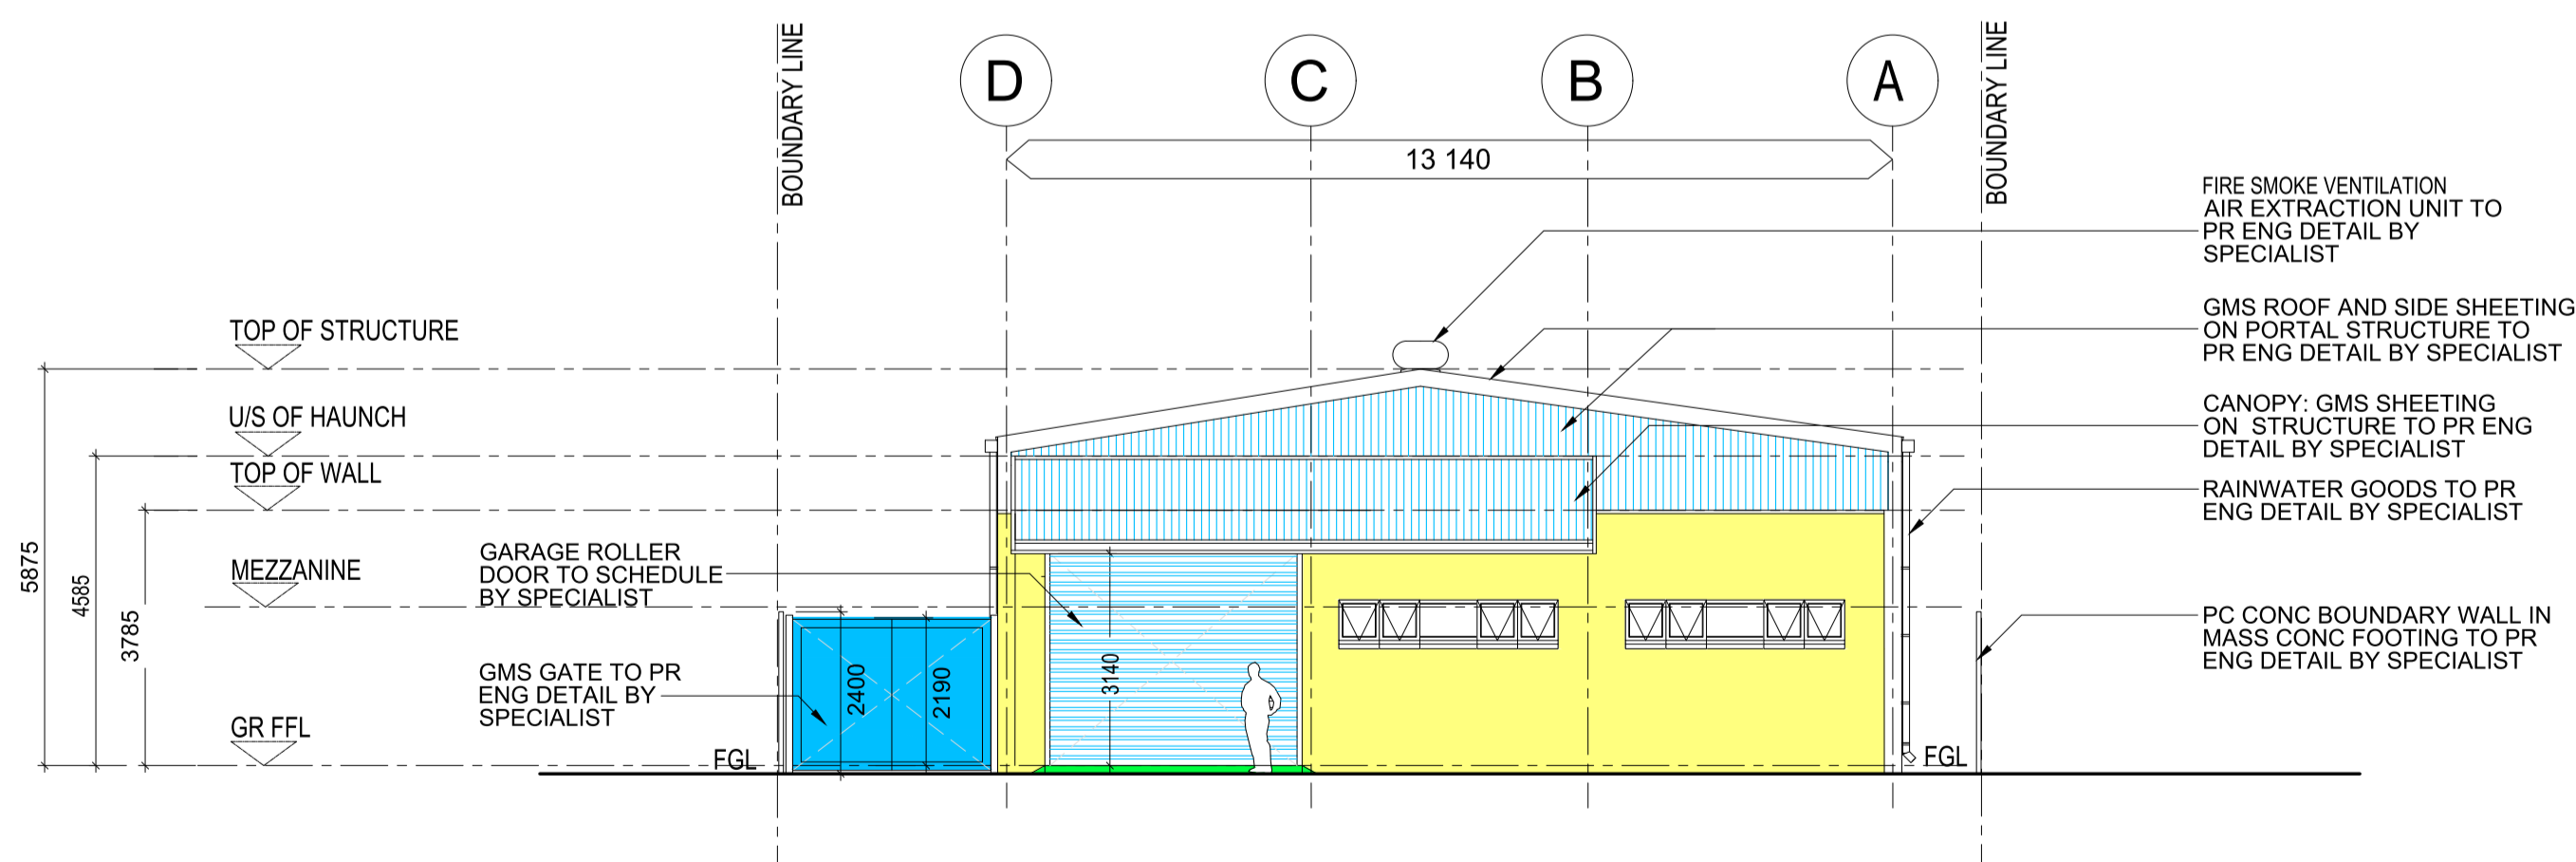 BOUNDARY LINE
D
C
B
A
BOUNDARY LINE
13 140
FIRE SMOKE VENTILATION
AIR EXTRACTION UNIT TO
PR ENG DETAIL BY
SPECIALIST
GMS ROOF AND SIDE SHEETING
ON PORTAL STRUCTURE TO
PR ENG DETAIL BY SPECIALIST
CANOPY: GMS SHEETING
ON STRUCTURE TO PR ENG
DETAIL BY SPECIALIST
RAINWATER GOODS TO PR
ENG DETAIL BY SPECIALIST
PC CONC BOUNDARY WALL IN
MASS CONC FOOTING TO PR
ENG DETAIL BY SPECIALIST
TOP OF STRUCTURE
U/S OF HAUNCH
TOP OF WALL
MEZZANINE
GR FFL
5875
4585
3785
GARAGE ROLLER
DOOR TO SCHEDULE
BY SPECIALIST
GMS GATE TO PR
ENG DETAIL BY
SPECIALIST
2400
2190
3140
FGL
FGL